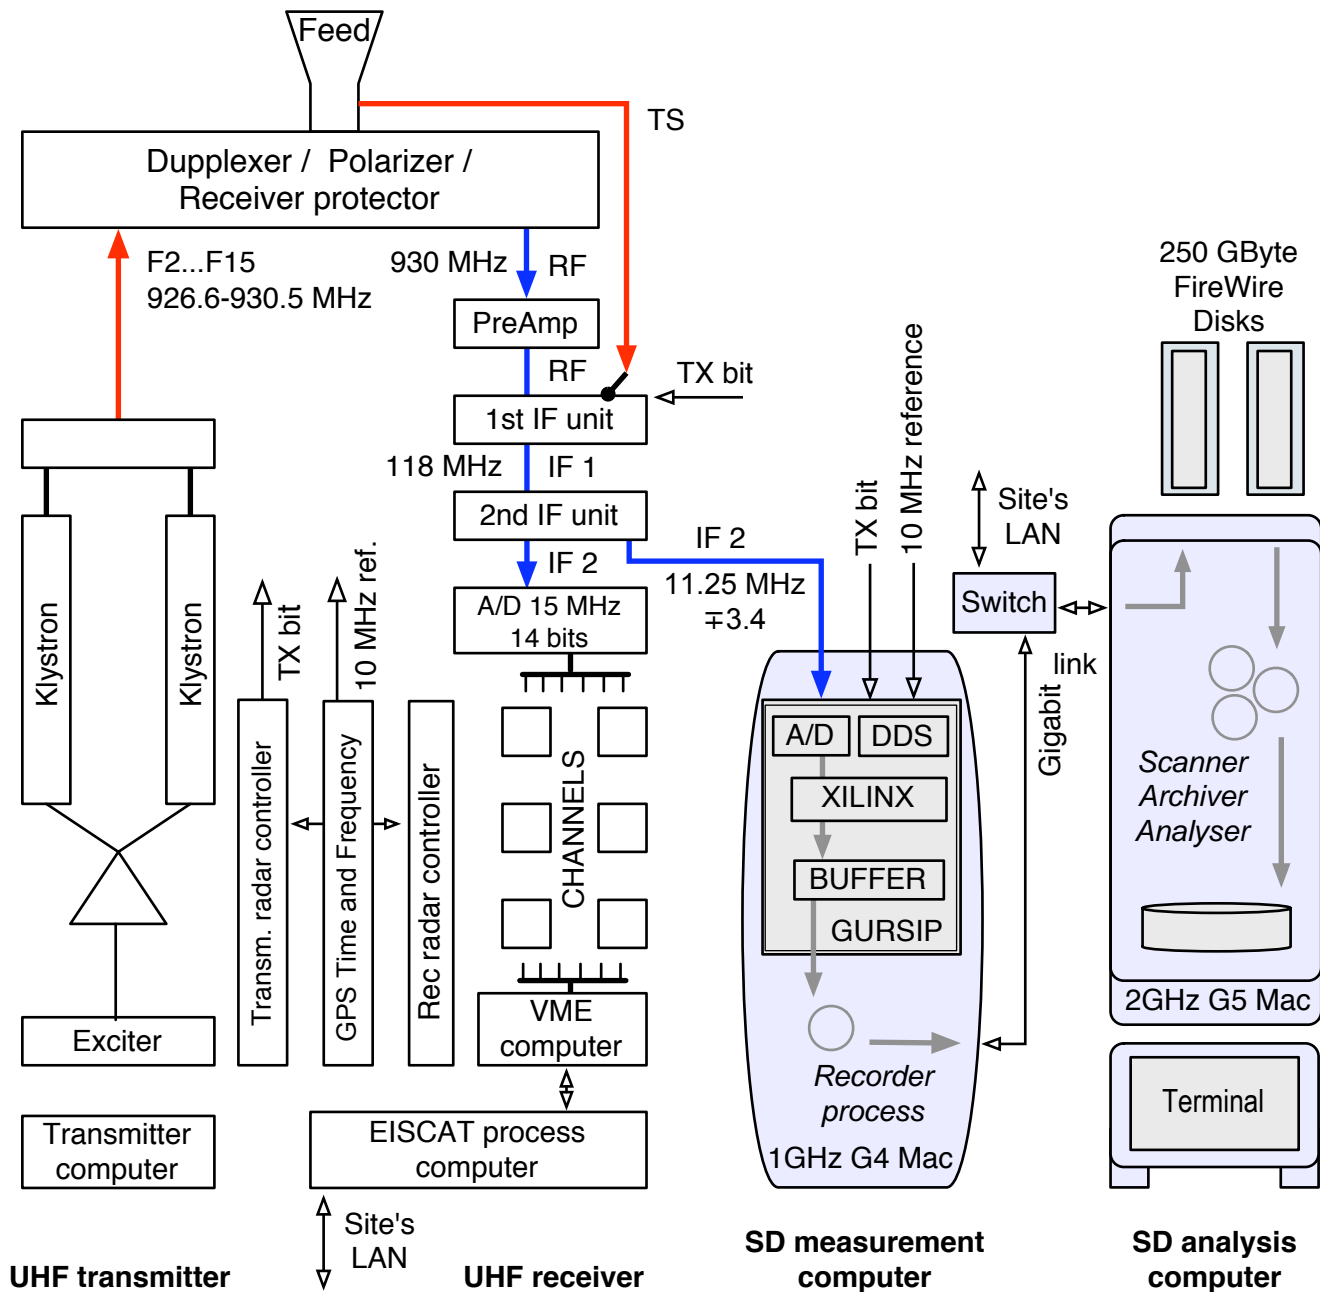 Feed
TS
Dupplexer / Polarizer /
Receiver protector
F2...F15
926.6-930.5 MHz
930 MHz
RF
PreAmp
RF
TX bit
1st IF unit
118 MHz
IF 1
2nd IF unit
IF 2
IF 2
11.25 MHz
∓3.4
A/D 15 MHz
14 bits
Klystron
Klystron
TX bit
10 MHz ref.
Transm. radar controller
GPS Time and Frequency
Rec radar controller
CHANNELS
Exciter
VME
computer
Transmitter
computer
EISCAT process
computer
Site's
LAN
UHF transmitter
UHF receiver
TX bit
10 MHz reference
A/D
DDS
XILINX
BUFFER
GURSIP
Recorder
process
1GHz G4 Mac
SD measurement
computer
Site's
LAN
Switch
Gigabit
link
250 GByte
FireWire
Disks
Scanner
Archiver
Analyser
2GHz G5 Mac
Terminal
SD analysis
computer